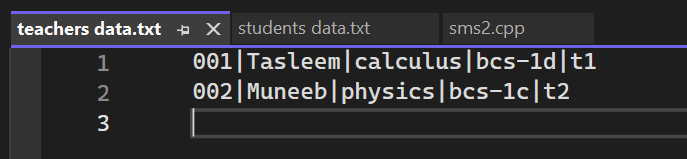 teachers data.txt students data.txt sms2.cpp
1 001|Tasleem|calculus|bcs-1d|t1
2 002|Muneeb|physics|bcs-1c|t2
3